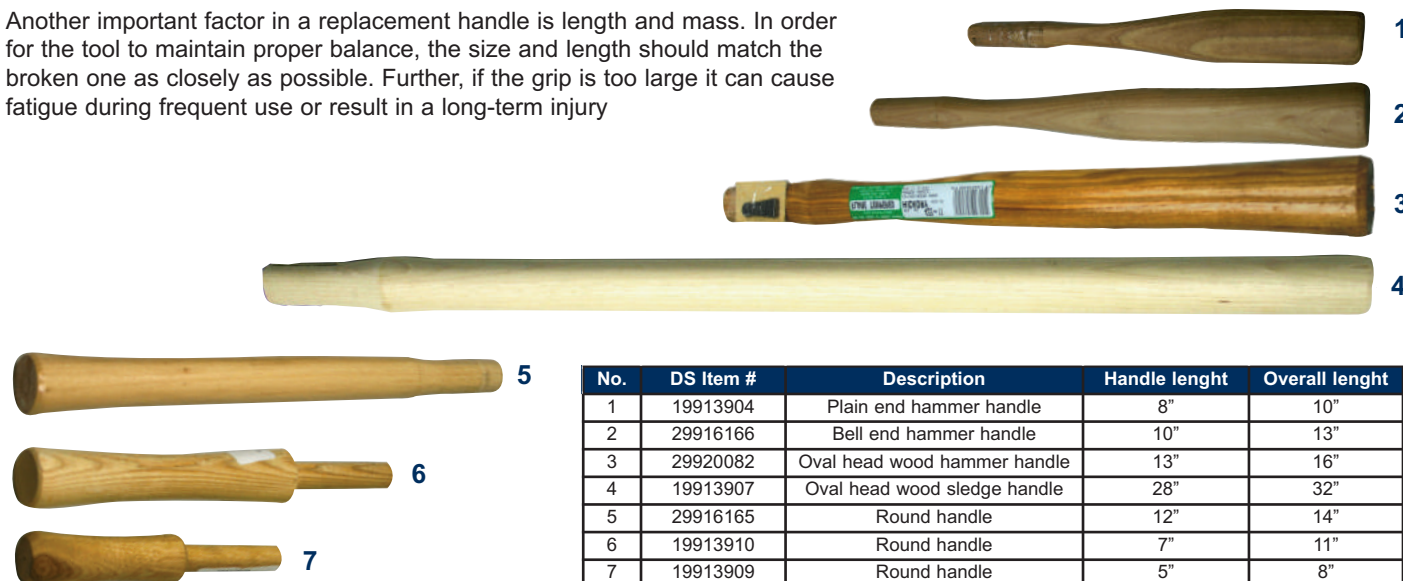 Another important factor in a replacement handle is length and mass. In order
for the tool to maintain proper balance, the size and length should match the
broken one as closely as possible. Further, if the grip is too large it can cause
fatigue during frequent use or result in a long-term injury
1
2
3
4
5
6
7
No. DS Item # Description Handle lenght Overall lenght
1 19913904 Plain end hammer handle 8” 10”
2 29916166 Bell end hammer handle 10” 13”
3 29920082 Oval head wood hammer handle 13” 16”
4 19913907 Oval head wood sledge handle 28” 32”
5 29916165 Round handle 12” 14”
6 19913910 Round handle 7” 11”
7 19913909 Round handle 5” 8”